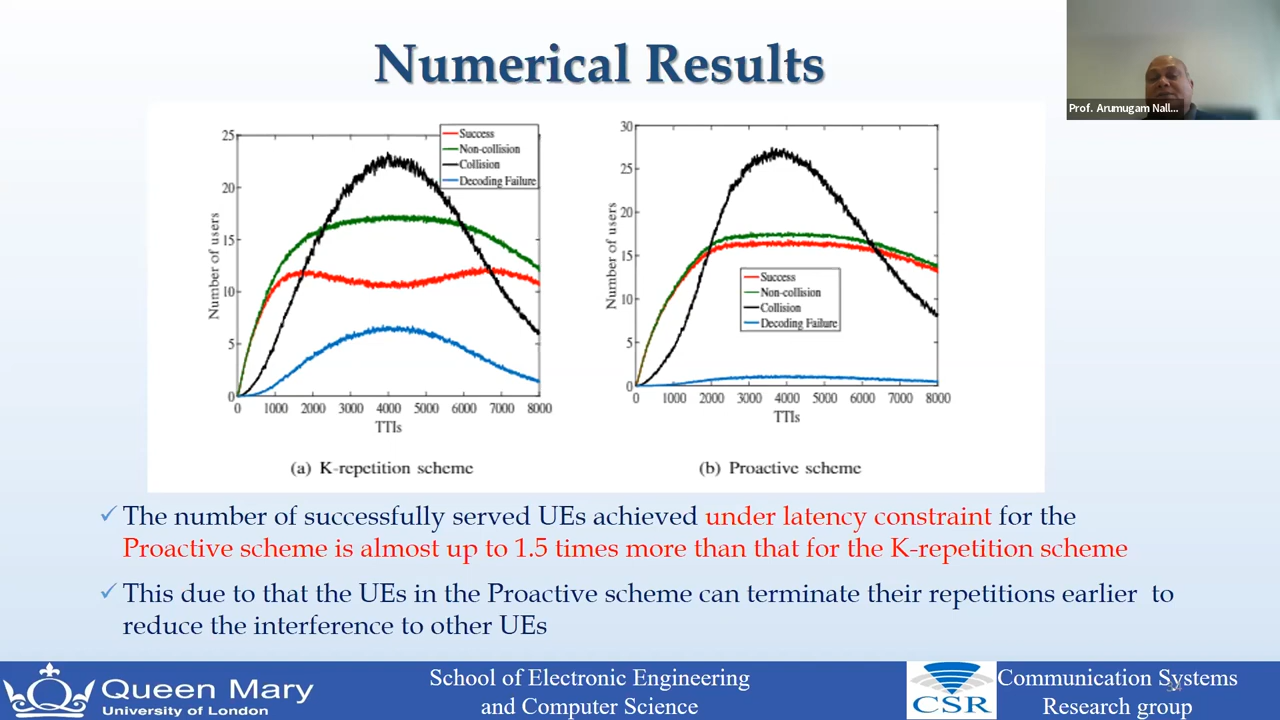 Numerical Results
Prof. Arumugam Nall...
25
20
15
10
5
0
Number of users
Success
Non-collision
Collision
Decoding Failure
0 1000 2000 3000 4000 5000 6000 7000 8000
TTIs
(a) K-repetition scheme
30
25
20
15
10
5
0
Number of users
Success
Non-collision
Collision
Decoding Failure
0 1000 2000 3000 4000 5000 6000 7000 8000
TTIs
(b) Proactive scheme
✓ The number of successfully served UEs achieved under latency constraint for the
Proactive scheme is almost up to 1.5 times more than that for the K-repetition scheme
✓ This due to that the UEs in the Proactive scheme can terminate their repetitions earlier to
reduce the interference to other UEs
Queen Mary
University of London
School of Electronic Engineering
and Computer Science
CSR
Communication Systems
Research group